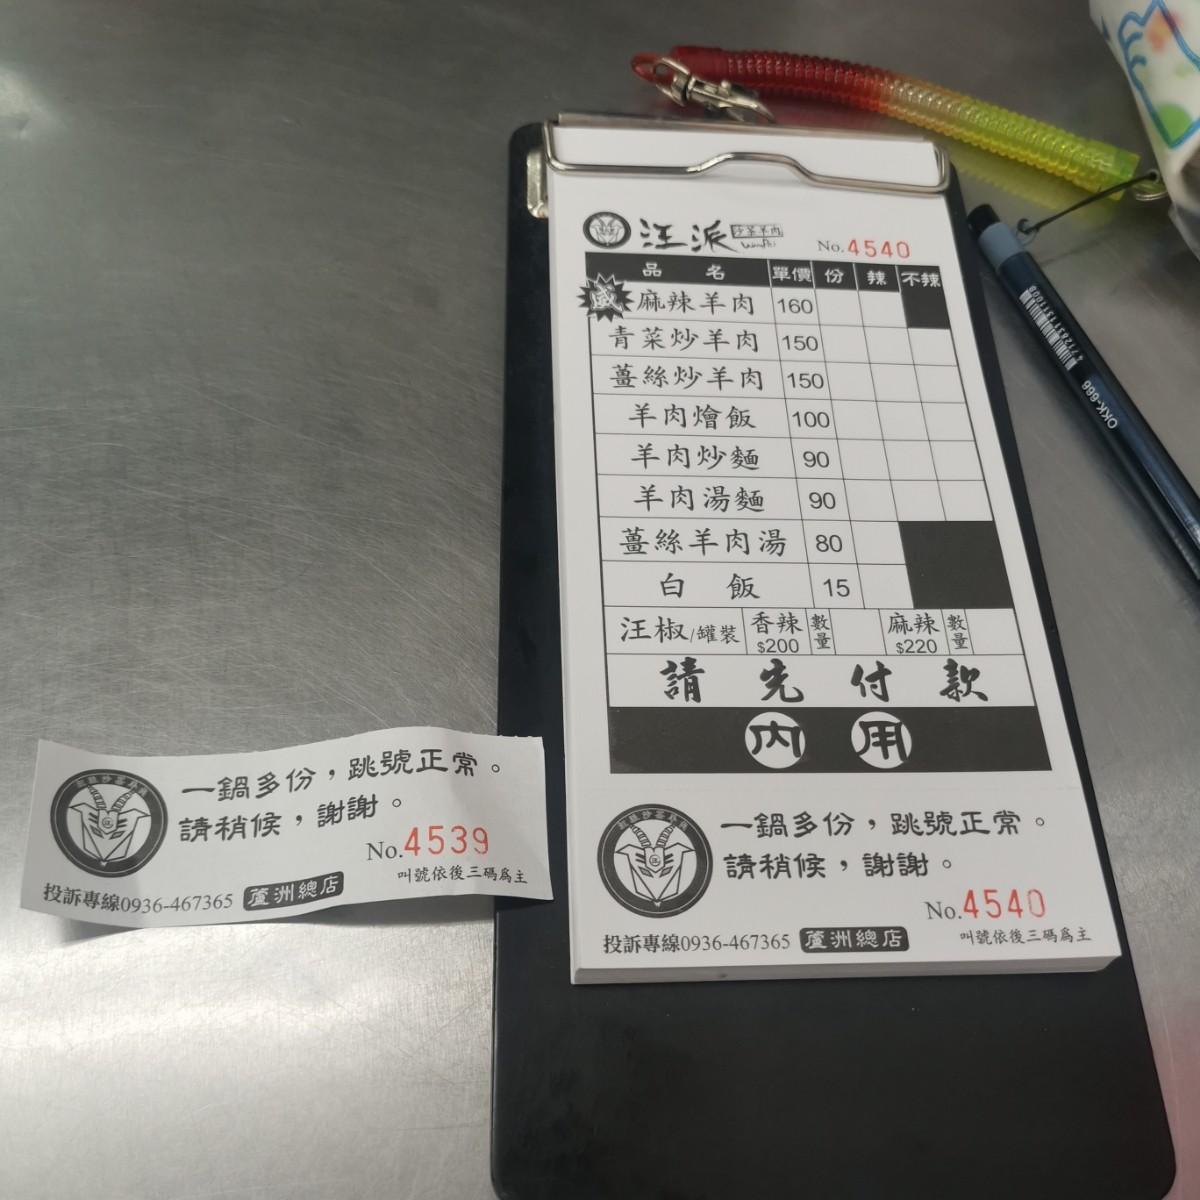 汪派 沙茶羊肉
No.4540
品名 單價 份 辣 不辣
麻辣羊肉 160
青菜炒羊肉 150
薑絲炒羊肉 150
羊肉燴飯 100
羊肉炒麵 90
羊肉湯麵 90
薑絲羊肉湯 80
白飯 15
汪椒/罐裝 香辣 $200 數量 麻辣 $220 數量
請先付款
內用
一鍋多份，跳號正常。
請稍候，謝謝。
No.4540
叫號依後三碼為主
投訴專線0936-467365 蘆洲總店
一鍋多份，跳號正常。
請稍候，謝謝。
No.4539
叫號依後三碼為主
投訴專線0936-467365 蘆洲總店
OKK-666
4712831151008